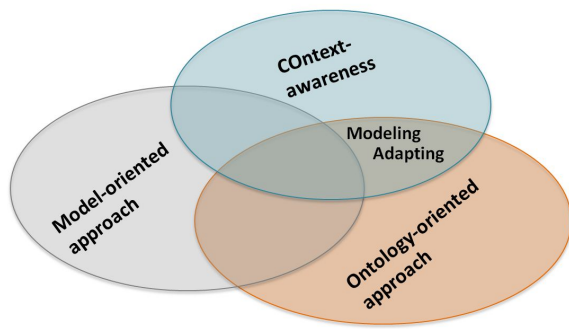 COntext-
awareness
Modeling
Adapting
Model-oriented
approach
Ontology-oriented
approach